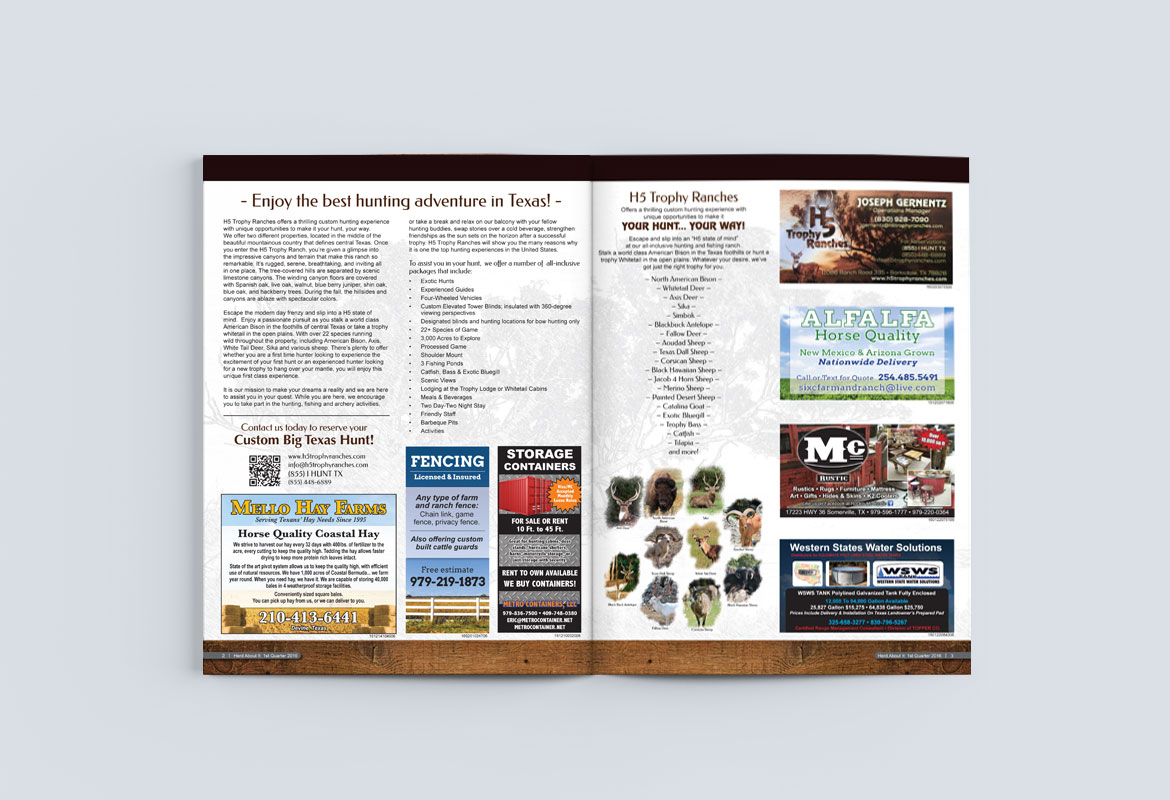 - Enjoy the best hunting adventure in Texas! -
H5 Trophy Ranches offers a thrilling custom hunting experience
with unique opportunities to make it your hunt, your way.
We offer two different properties, located in the middle of the
beautiful mountainous country that defines central Texas. Once
you enter the H5 Trophy Ranch, you're given a glimpse into
the impressive canyons and terrain that make this ranch so
remarkable. It's rugged, serene, breathtaking, and inviting all
in one place. The tree-covered hills are separated by scenic
limestone canyons. The winding canyon floors are covered
with Spanish oak, live oak, walnut, blue berry juniper, shin oak,
blue oak, and hackberry trees. During the fall, the hillsides and
canyons are ablaze with spectacular colors.
Escape the modern day frenzy and slip into a H5 state of
mind. Enjoy a passionate pursuit as you stalk a world class
American Bison in the foothills of central Texas or take a trophy
whitetail in the open plains. With over 22 species running
wild throughout the property, including American Bison, Axis,
White Tail Deer, Sika and various sheep. There's plenty to offer
whether you are a first time hunter looking to experience the
excitement of your first hunt or an experienced hunter looking
for a new trophy to hang over your mantle, you will enjoy this
unique first class experience.
It is our mission to make your dreams a reality and we are here
to assist you in your quest. While you are here, we encourage
you to take part in the hunting, fishing and archery activities.
or take a break and relax on our balcony with your fellow
hunting buddies, swap stories over a cold beverage, strengthen
friendships as the sun sets on the horizon after a successful
trophy. H5 Trophy Ranches will show you the many reasons why
it is one the top hunting experiences in the United States.
To assist you in your hunt, we offer a number of all-inclusive
packages that include:
• Exotic Hunts
• Experienced Guides
• Four-Wheeled Vehicles
• Custom Elevated Tower Blinds; insulated with 360-degree
viewing perspectives
• Designated blinds and hunting locations for bow hunting only
• 22+ Species of Game
• 3,000 Acres to Explore
• Processed Game
• Shoulder Mount
• 3 Fishing Ponds
• Catfish, Bass & Exotic Bluegill
• Scenic Views
• Lodging at the Trophy Lodge or Whitetail Cabins
• Meals & Beverages
• Two Day-Two Night Stay
• Friendly Staff
• Barbeque Pits
• Activities
Contact us today to reserve your
Custom Big Texas Hunt!
www.h5trophyranches.com
info@h5trophyranches.com
(855) I HUNT TX
(855) 448-6889
MELLO HAY FARMS
Serving Texans' Hay Needs Since 1995
Horse Quality Coastal Hay
We strive to harvest our hay every 32 days with 400lbs. of fertilizer to the
acre, every cutting to keep the quality high. Tedding the hay allows faster
drying to keep more protein rich leaves intact.
State of the art pivot system allows us to keep the quality high, with efficient
use of natural resources. We have 1,000 acres of Coastal Bermuda... we farm
year round. When you need hay, we have it. We are capable of storing 40,000
bales in 4 weatherproof storage facilities.
Conveniently sized square bales.
You can pick up hay from us, or we can deliver to you.
210-413-6441
Devine, Texas
FENCING
Licensed & Insured
Any type of farm
and ranch fence:
Chain link, game
fence, privacy fence.
Also offering custom
built cattle guards
Free estimate
979-219-1873
STORAGE
CONTAINERS
FOR SALE OR RENT
10 Ft. to 45 Ft.
RENT TO OWN AVAILABLE
WE BUY CONTAINERS!
METRO CONTAINERS, LLC
979-836-7500 • 409-748-0380
ERIC@METROCONTAINER.NET
METROCONTAINER.NET
2 | Herd About It 1st Quarter 2016
H5 Trophy Ranches
Offers a thrilling custom hunting experience with
unique opportunities to make it
YOUR HUNT... YOUR WAY!
Escape and slip into an "H5 state of mind"
at our all-inclusive hunting and fishing ranch.
Stalk a world class American Bison in the Texas foothills or hunt a
trophy Whitetail in the open plains. Whatever your desire, we've
got just the right trophy for you.
– North American Bison –
– Whitetail Deer –
– Axis Deer –
– Sika –
– Simbok –
– Blackbuck Antelope –
– Fallow Deer –
– Aoudad Sheep –
– Texas Dall Sheep –
– Corsican Sheep –
– Black Hawaiian Sheep –
– Jacob 4 Horn Sheep –
– Merino Sheep –
– Painted Desert Sheep –
– Catalina Goat –
– Exotic Bluegill –
– Trophy Bass –
– Catfish –
– Tilapia –
and more!
H5
Trophy
Ranches
JOSEPH GERNENTZ
Operations Manager
(830) 928-7090
jgernentz@h5trophyranches.com
For Reservations:
(855) I HUNT TX
(855) 448-6889
ALFALFA
Horse Quality
New Mexico & Arizona Grown
Nationwide Delivery
Call or Text for Quote 254.485.5491
sixcfarmandranch@live.com
Mc
RUSTIC
Rustics • Rugs • Furniture • Mattress
Art • Gifts • Hides & Skins • K2 Coolers
17223 HWY 36 Somerville, TX • 979-596-1777 • 979-220-0364
Western States Water Solutions
WSWS
TANK
WESTERN STATES WATER SOLUTIONS
WSWS TANK Polylined Galvanized Tank Fully Enclosed
12,000 To 94,000 Gallon Available
28,827 Gallon $15,275 • 64,838 Gallon $25,750
Prices Include Delivery & Installation On Texas Landowner's Prepared Pad
325-658-3277 • 830-796-5267
Herd About It 1st Quarter 2016 | 3